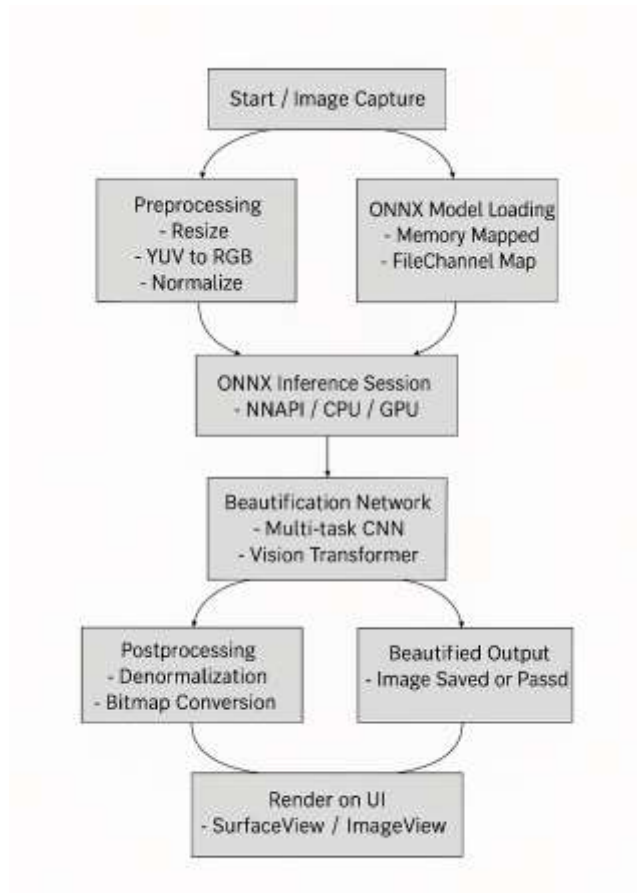 Start / Image Capture
Preprocessing
- Resize
- YUV to RGB
- Normalize
ONNX Model Loading
- Memory Mapped
- FileChannel Map
ONNX Inference Session
- NNAPI / CPU / GPU
Beautification Network
- Multi-task CNN
- Vision Transformer
Postprocessing
- Denormalization
- Bitmap Conversion
Beautified Output
- Image Saved or Passd
Render on UI
- SurfaceView / ImageView